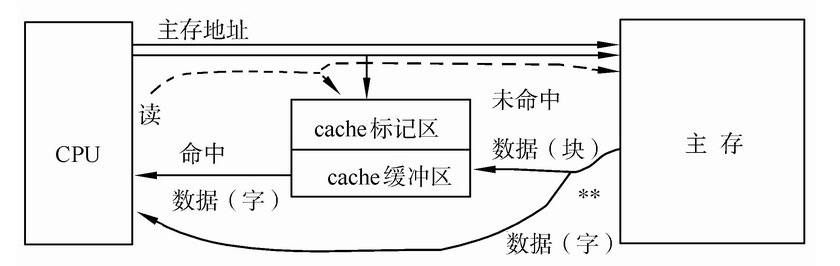 主存地址
读
未命中
cache标记区
CPU
命中
数据（块）
主 存
cache缓冲区
数据（字）
**
数据（字）